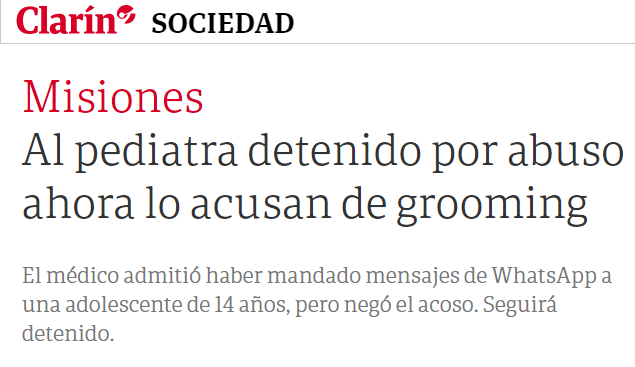 Clarín SOCIEDAD
Misiones
Al pediatra detenido por abuso
ahora lo acusan de grooming
El médico admitió haber mandado mensajes de WhatsApp a
una adolescente de 14 años, pero negó el acoso. Seguirá
detenido.